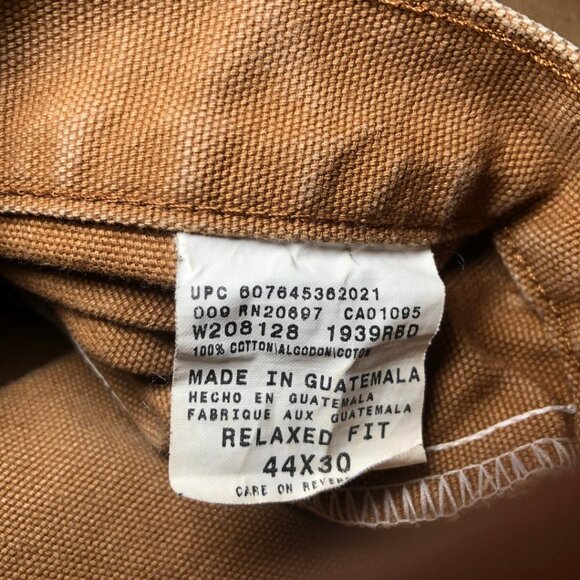 UPC 607645362021
009 RN20697 CA01095
W208128 1939RBD
100% COTTON\ALGODON\COTON
MADE IN GUATEMALA
HECHO EN GUATEMALA
FABRIQUE AUX GUATEMALA
RELAXED FIT
44X30
CARE ON REVER